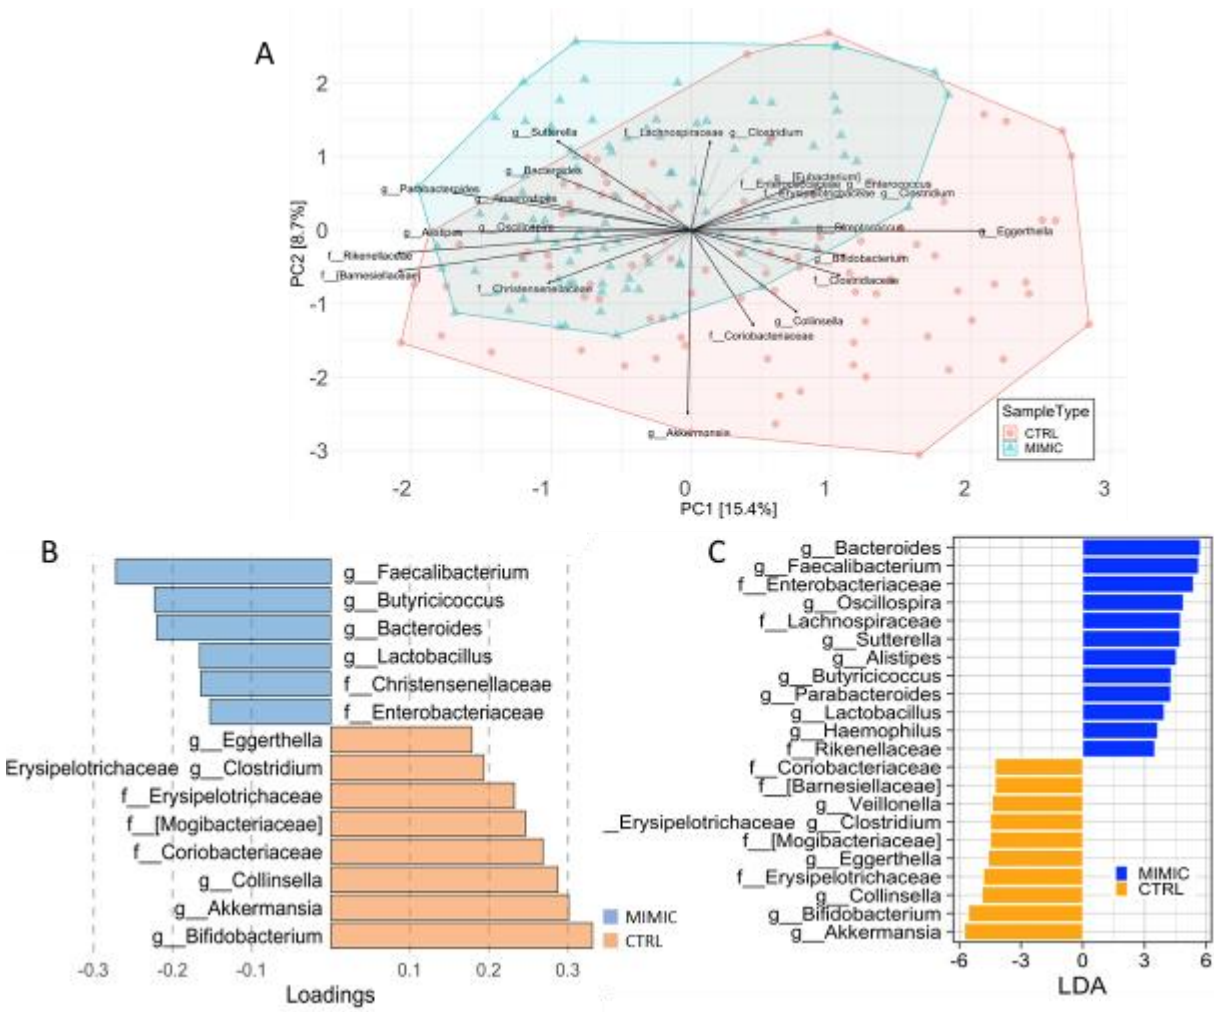 A
PC2 [8.7%]
2
1
0
-1
-2
-3
g__Sutterella
f__Lachnospiraceae g__Clostridium
g__Bacteroides
g__Parabacteroides
g__Anaerostipes
g__[Eubacterium]
f__Enterococcaceae g__Enterococcus
f__Erysipelotrichaceae g__Clostridium
g__Alistipes
g__Oscillospira
g__Streptococcus
g__Eggerthella
f__Rikenellaceae
g__Bifidobacterium
f__[Barnesiellaceae]
f__Clostridiaceae
f__Christensenellaceae
g__Collinsella
f__Coriobacteriaceae
g__Akkermansia
SampleType
CTRL
MIMIC
-2
-1
0
1
2
3
PC1 [15.4%]
B
g__Faecalibacterium
g__Butyricicoccus
g__Bacteroides
g__Lactobacillus
f__Christensenellaceae
f__Enterobacteriaceae
g__Eggerthella
Erysipelotrichaceae g__Clostridium
f__Erysipelotrichaceae
f__[Mogibacteriaceae]
f__Coriobacteriaceae
g__Collinsella
g__Akkermansia
g__Bifidobacterium
MIMIC
CTRL
-0.3
-0.2
-0.1
0.1
0.2
0.3
Loadings
C
g__Bacteroides
g__Faecalibacterium
f__Enterobacteriaceae
g__Oscillospira
f__Lachnospiraceae
g__Sutterella
g__Alistipes
g__Butyricicoccus
g__Parabacteroides
g__Lactobacillus
g__Haemophilus
f__Rikenellaceae
f__Coriobacteriaceae
f__[Barnesiellaceae]
g__Veillonella
_Erysipelotrichaceae g__Clostridium
f__[Mogibacteriaceae]
g__Eggerthella
f__Erysipelotrichaceae
g__Collinsella
g__Bifidobacterium
g__Akkermansia
MIMIC
CTRL
-6
-3
0
3
6
LDA